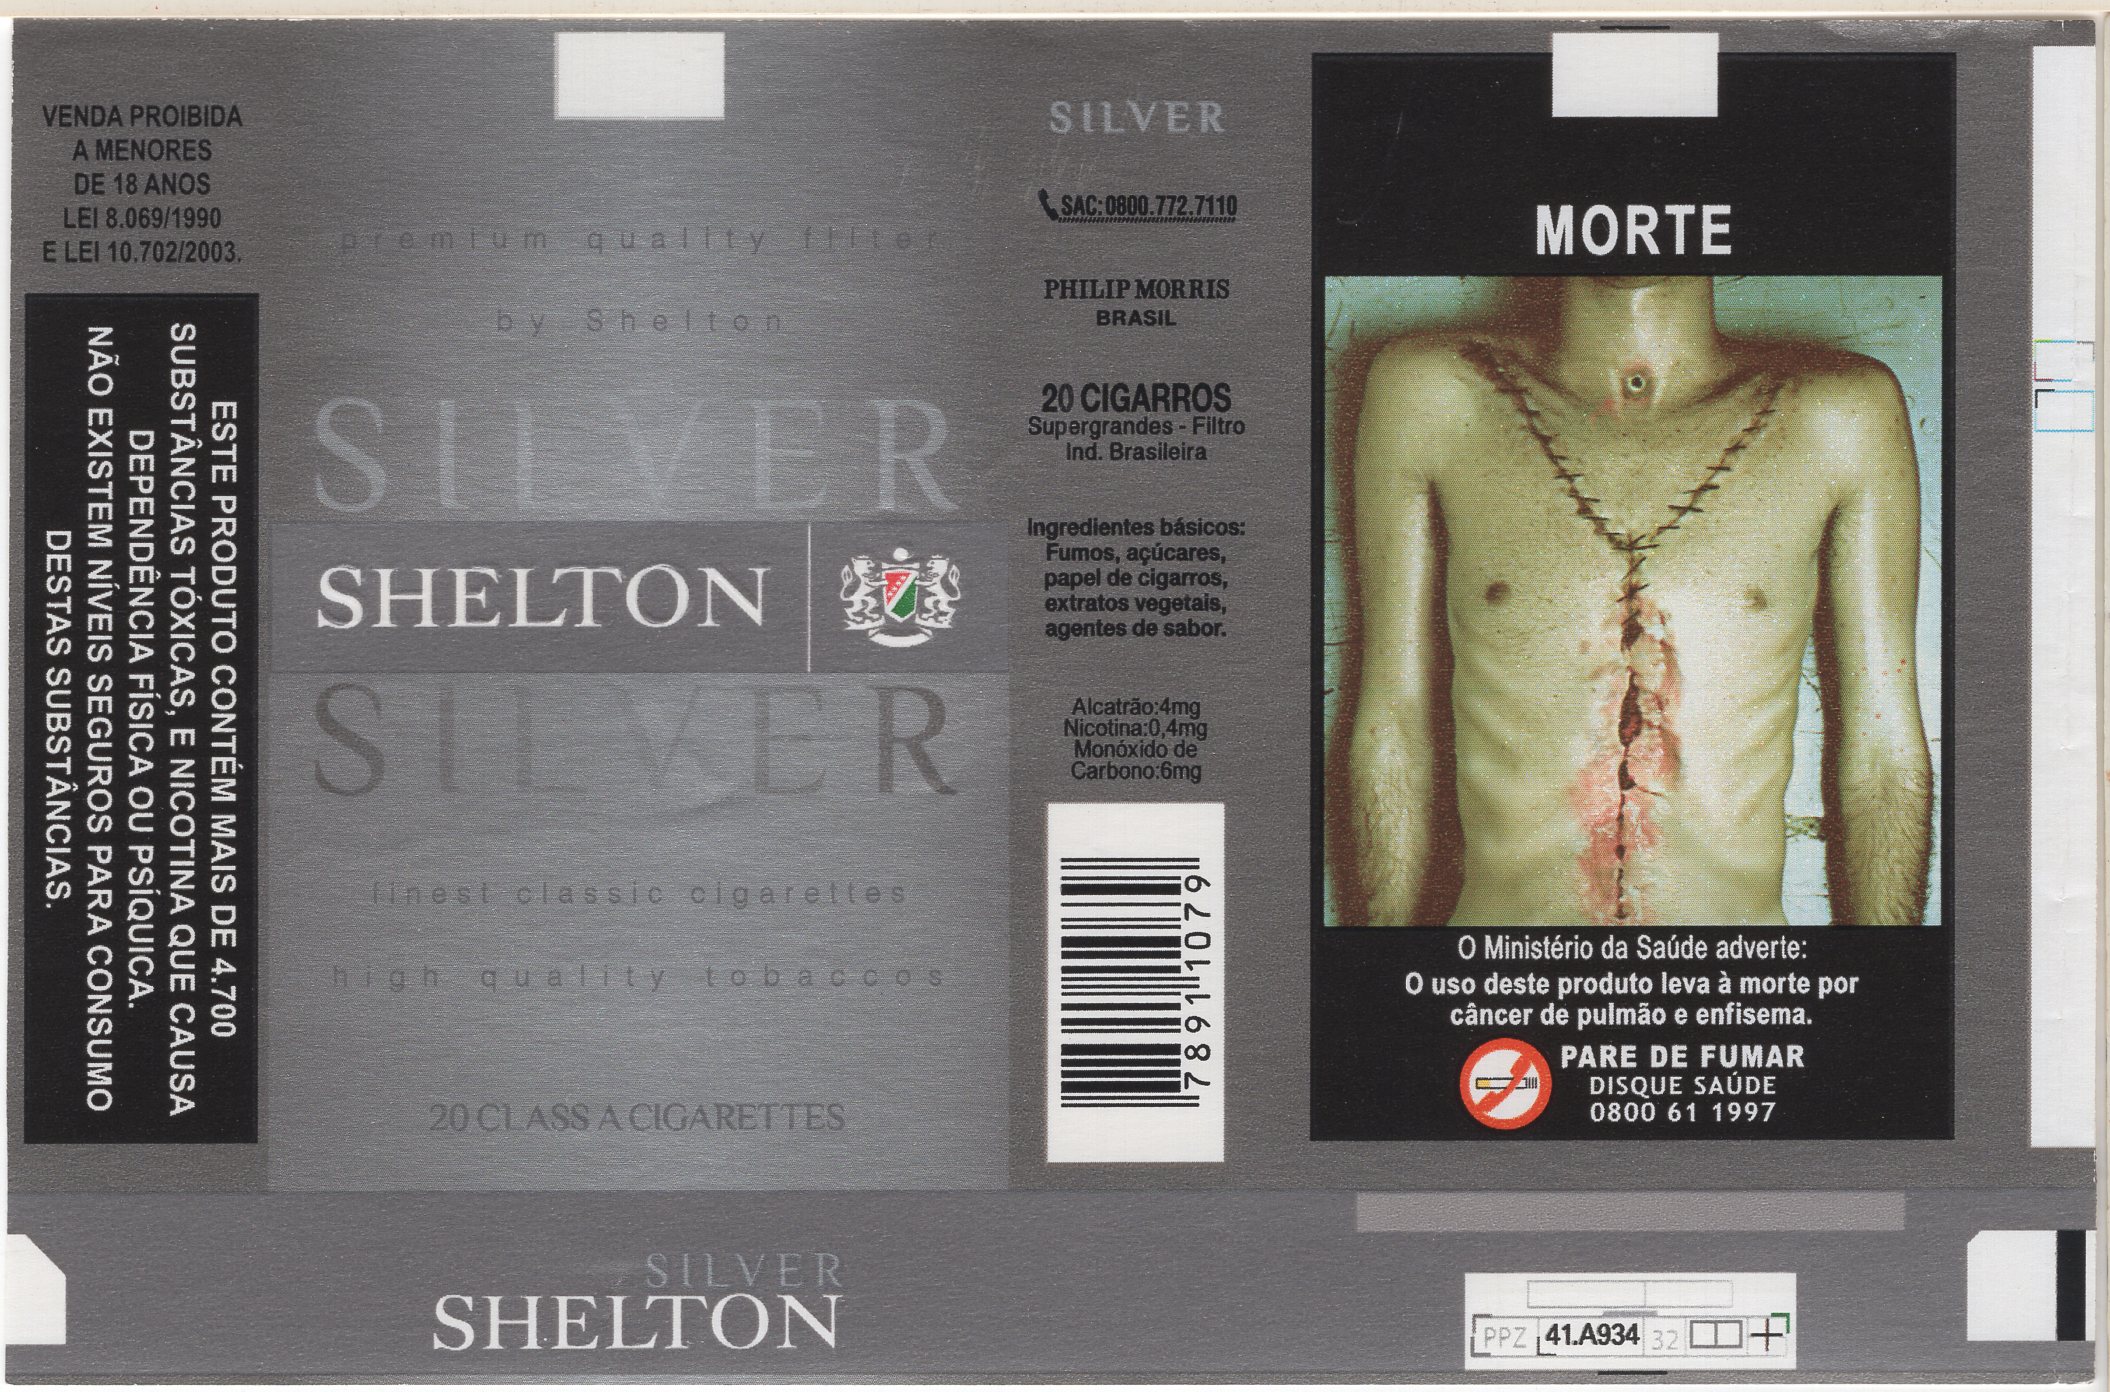 VENDA PROIBIDA
A MENORES
DE 18 ANOS
LEI 8.069/1990
E LEI 10.702/2003.
ESTE PRODUTO CONTÉM MAIS DE 4.700
SUBSTÂNCIAS TÓXICAS, E NICOTINA QUE CAUSA
DEPENDÊNCIA FÍSICA OU PSÍQUICA.
NÃO EXISTEM NÍVEIS SEGUROS PARA CONSUMO
DESTAS SUBSTÂNCIAS.
premium quality filter
by Shelton
SILVER
SHELTON
SILVER
finest classic cigarettes
high quality tobaccos
20 CLASS A CIGARETTES
SILVER
SHELTON
SILVER
SAC:0800.772.7110
PHILIP MORRIS
BRASIL
20 CIGARROS
Supergrandes - Filtro
Ind. Brasileira
Ingredientes básicos:
Fumos, açúcares,
papel de cigarros,
extratos vegetais,
agentes de sabor.
Alcatrão:4mg
Nicotina:0,4mg
Monóxido de
Carbono:6mg
78911079
MORTE
O Ministério da Saúde adverte:
O uso deste produto leva à morte por
câncer de pulmão e enfisema.
PARE DE FUMAR
DISQUE SAÚDE
0800 61 1997
PPZ 41.A934 32